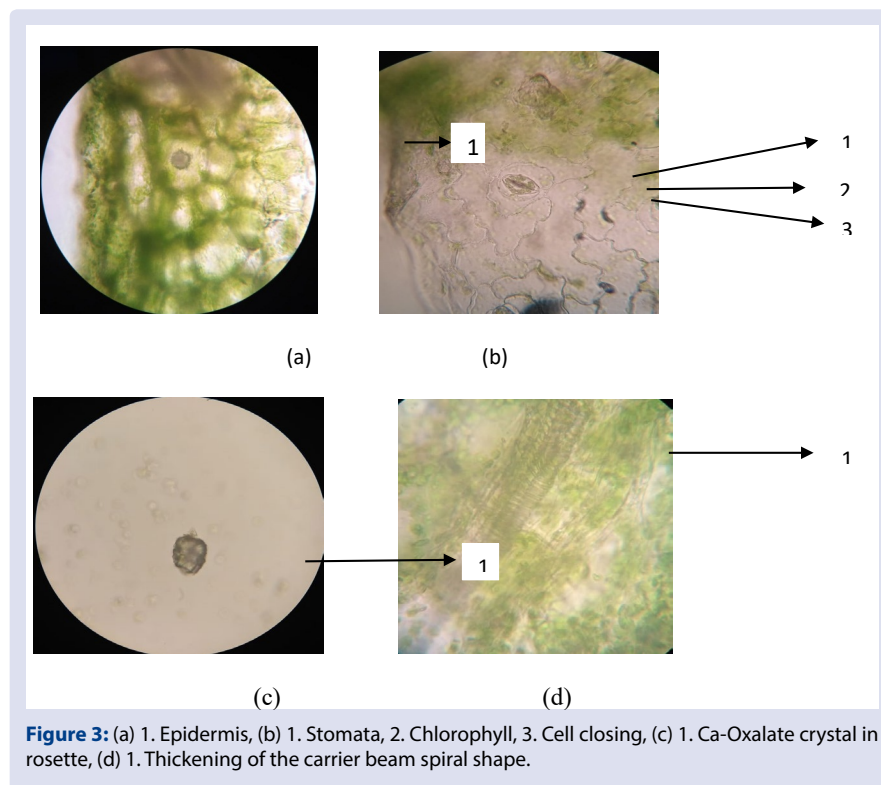 1
1
2
3
(a) (b)
1
1
(c) (d)
Figure 3: (a) 1. Epidermis, (b) 1. Stomata, 2. Chlorophyll, 3. Cell closing, (c) 1. Ca-Oxalate crystal in
rosette, (d) 1. Thickening of the carrier beam spiral shape.